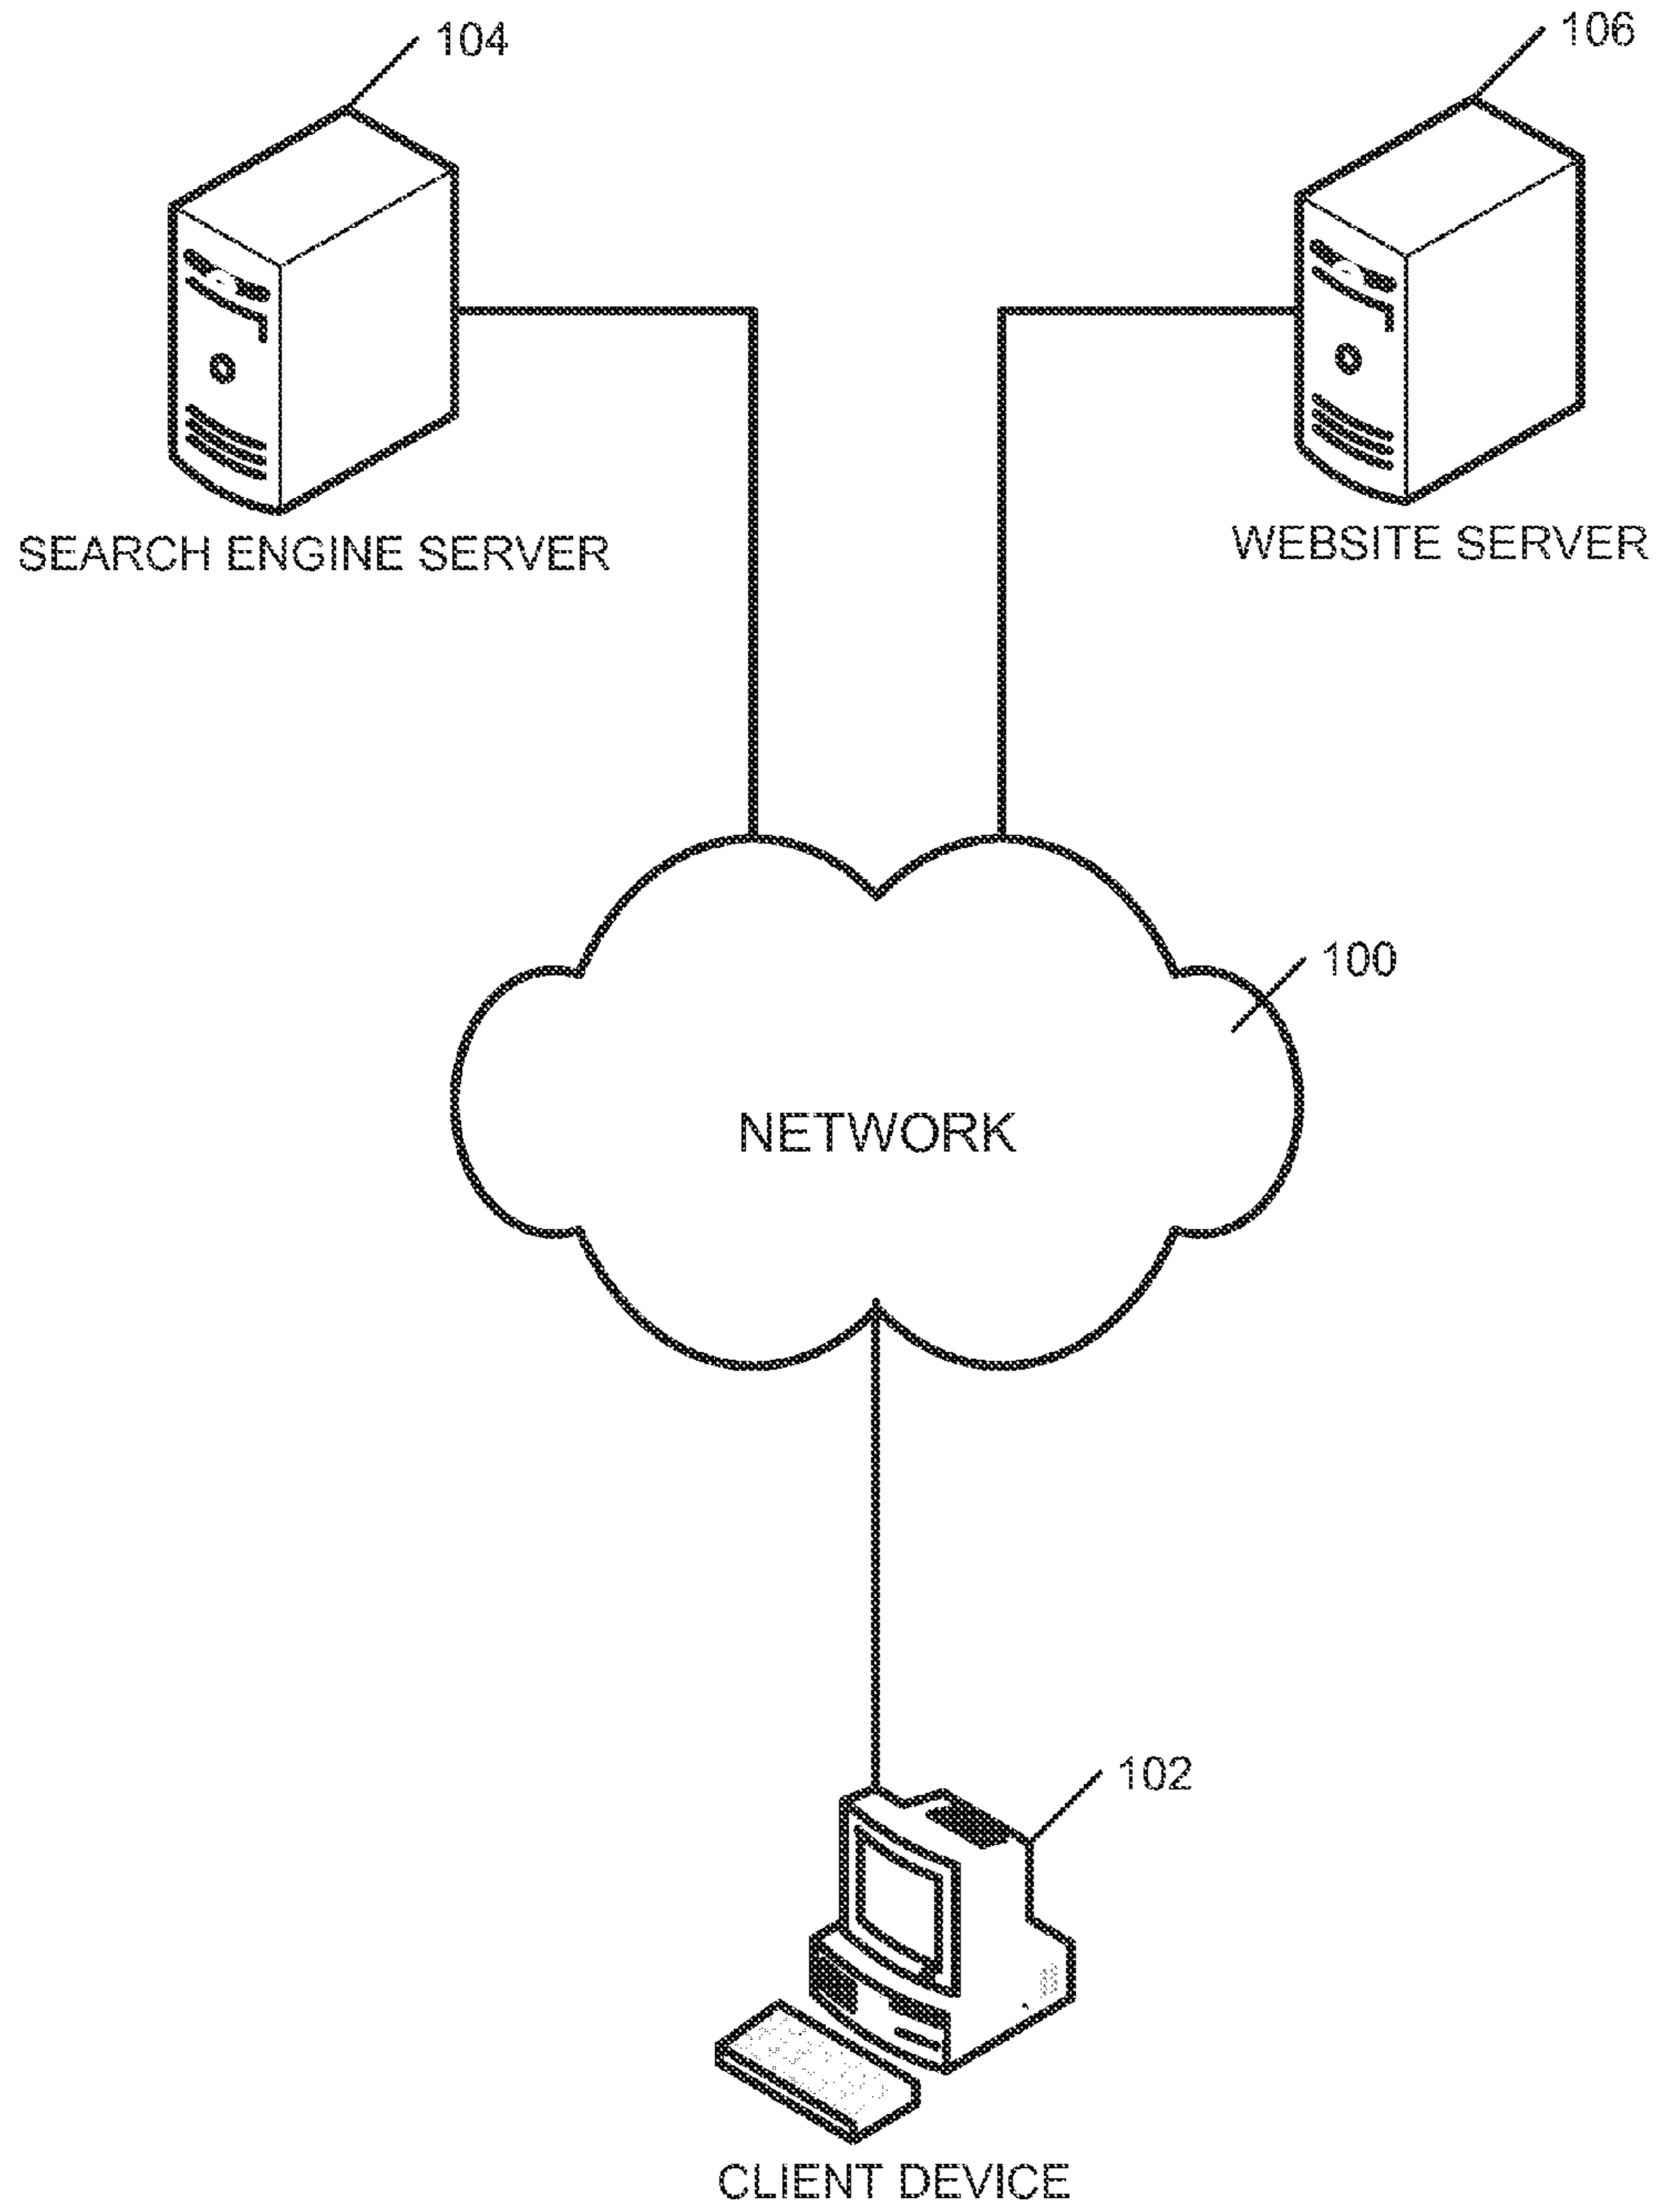 104
106
SEARCH ENGINE SERVER
WEBSITE SERVER
100
NETWORK
102
CLIENT DEVICE